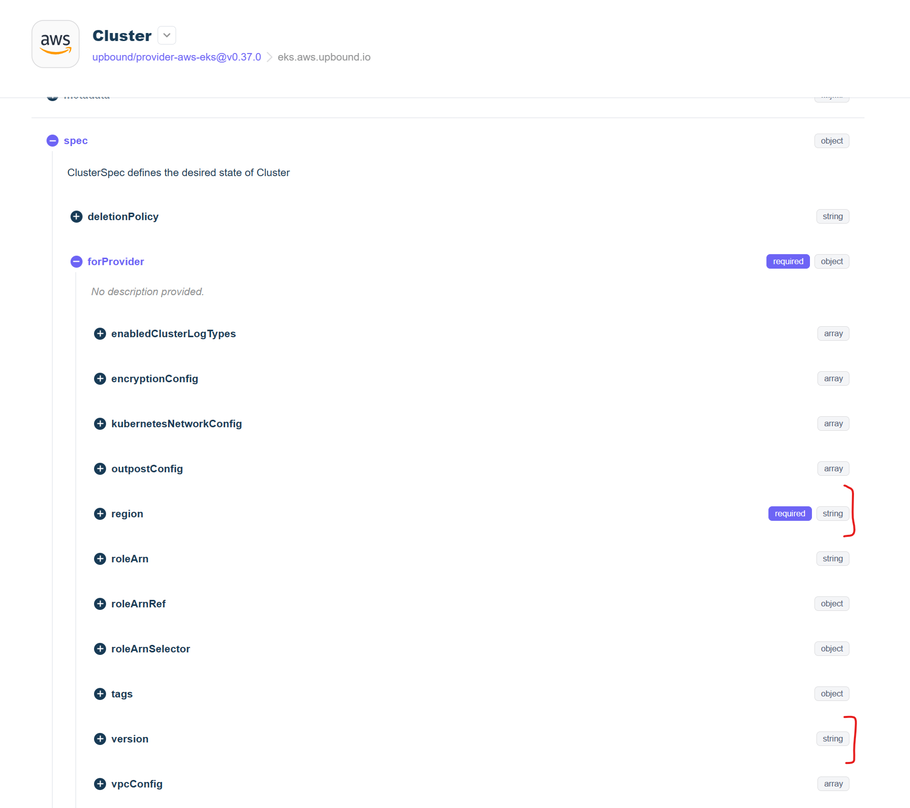 aws
Cluster
upbound/provider-aws-eks@v0.37.0 > eks.aws.upbound.io
metadata object
spec object
ClusterSpec defines the desired state of Cluster
deletionPolicy string
forProvider required object
No description provided.
enabledClusterLogTypes array
encryptionConfig array
kubernetesNetworkConfig array
outpostConfig array
region required string
roleArn string
roleArnRef object
roleArnSelector object
tags object
version string
vpcConfig array